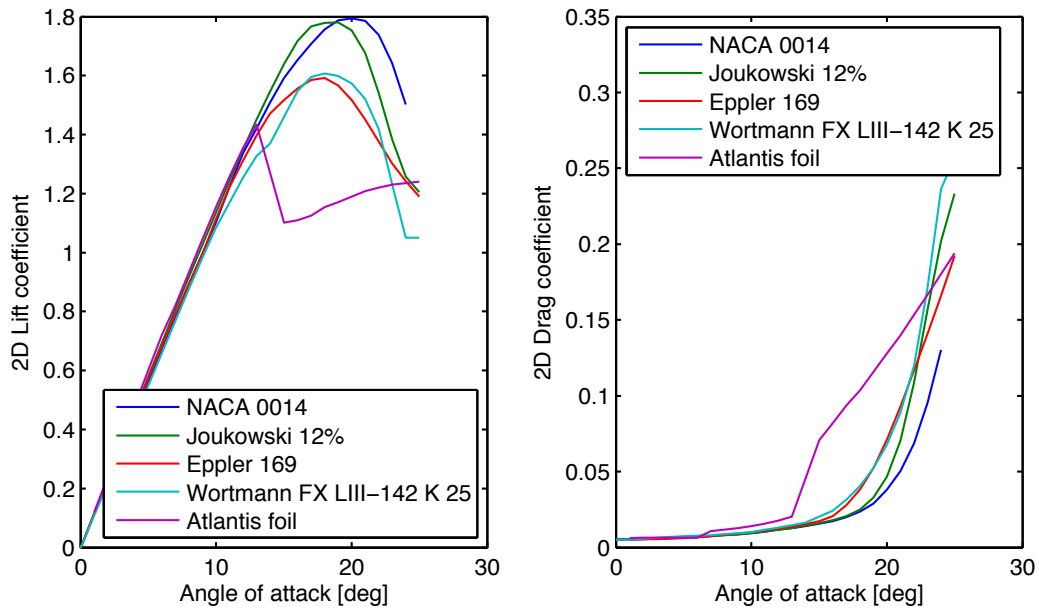 1.8
1.6
1.4
1.2
1
0.8
0.6
0.4
0.2
0
2D Lift coefficient
NACA 0014
Joukowski 12%
Eppler 169
Wortmann FX LIII−142 K 25
Atlantis foil
0
10
20
30
Angle of attack [deg]
0.35
0.3
0.25
0.2
0.15
0.1
0.05
0
2D Drag coefficient
NACA 0014
Joukowski 12%
Eppler 169
Wortmann FX LIII−142 K 25
Atlantis foil
0
10
20
30
Angle of attack [deg]